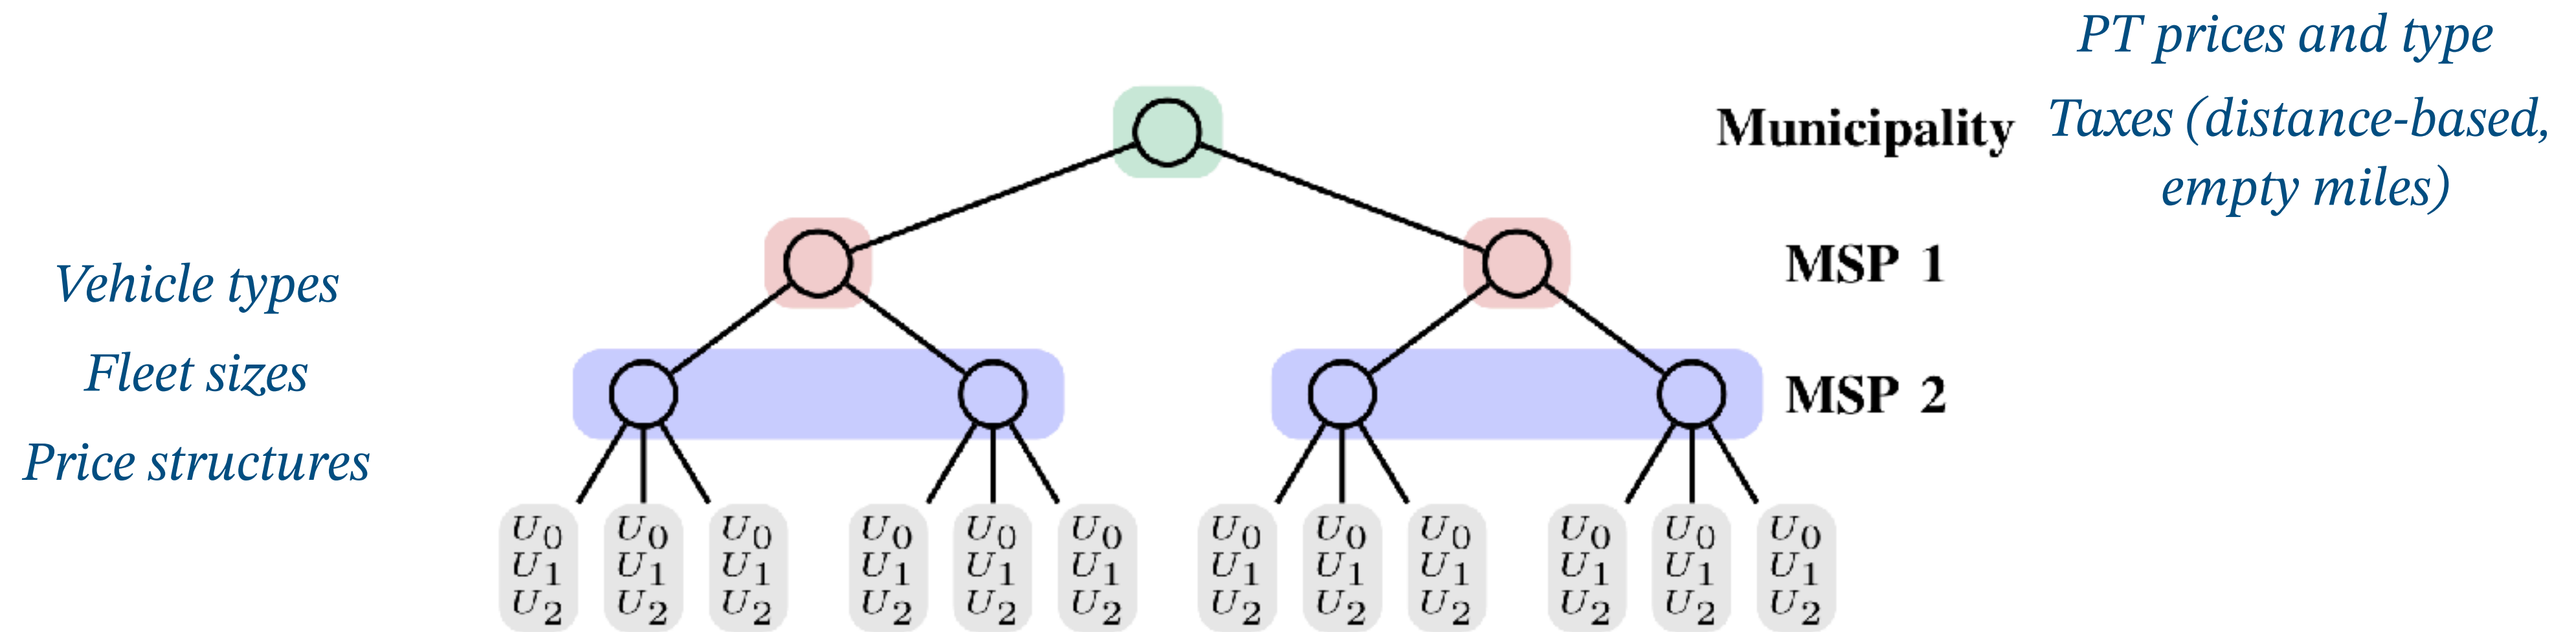 PT prices and type
Municipality
Taxes (distance-based,
empty miles)
MSP 1
Vehicle types
Fleet sizes
MSP 2
Price structures
U0 U0 U0 U0 U0 U0 U0 U0 U0 U0 U0 U0
U1 U1 U1 U1 U1 U1 U1 U1 U1 U1 U1 U1
U2 U2 U2 U2 U2 U2 U2 U2 U2 U2 U2 U2